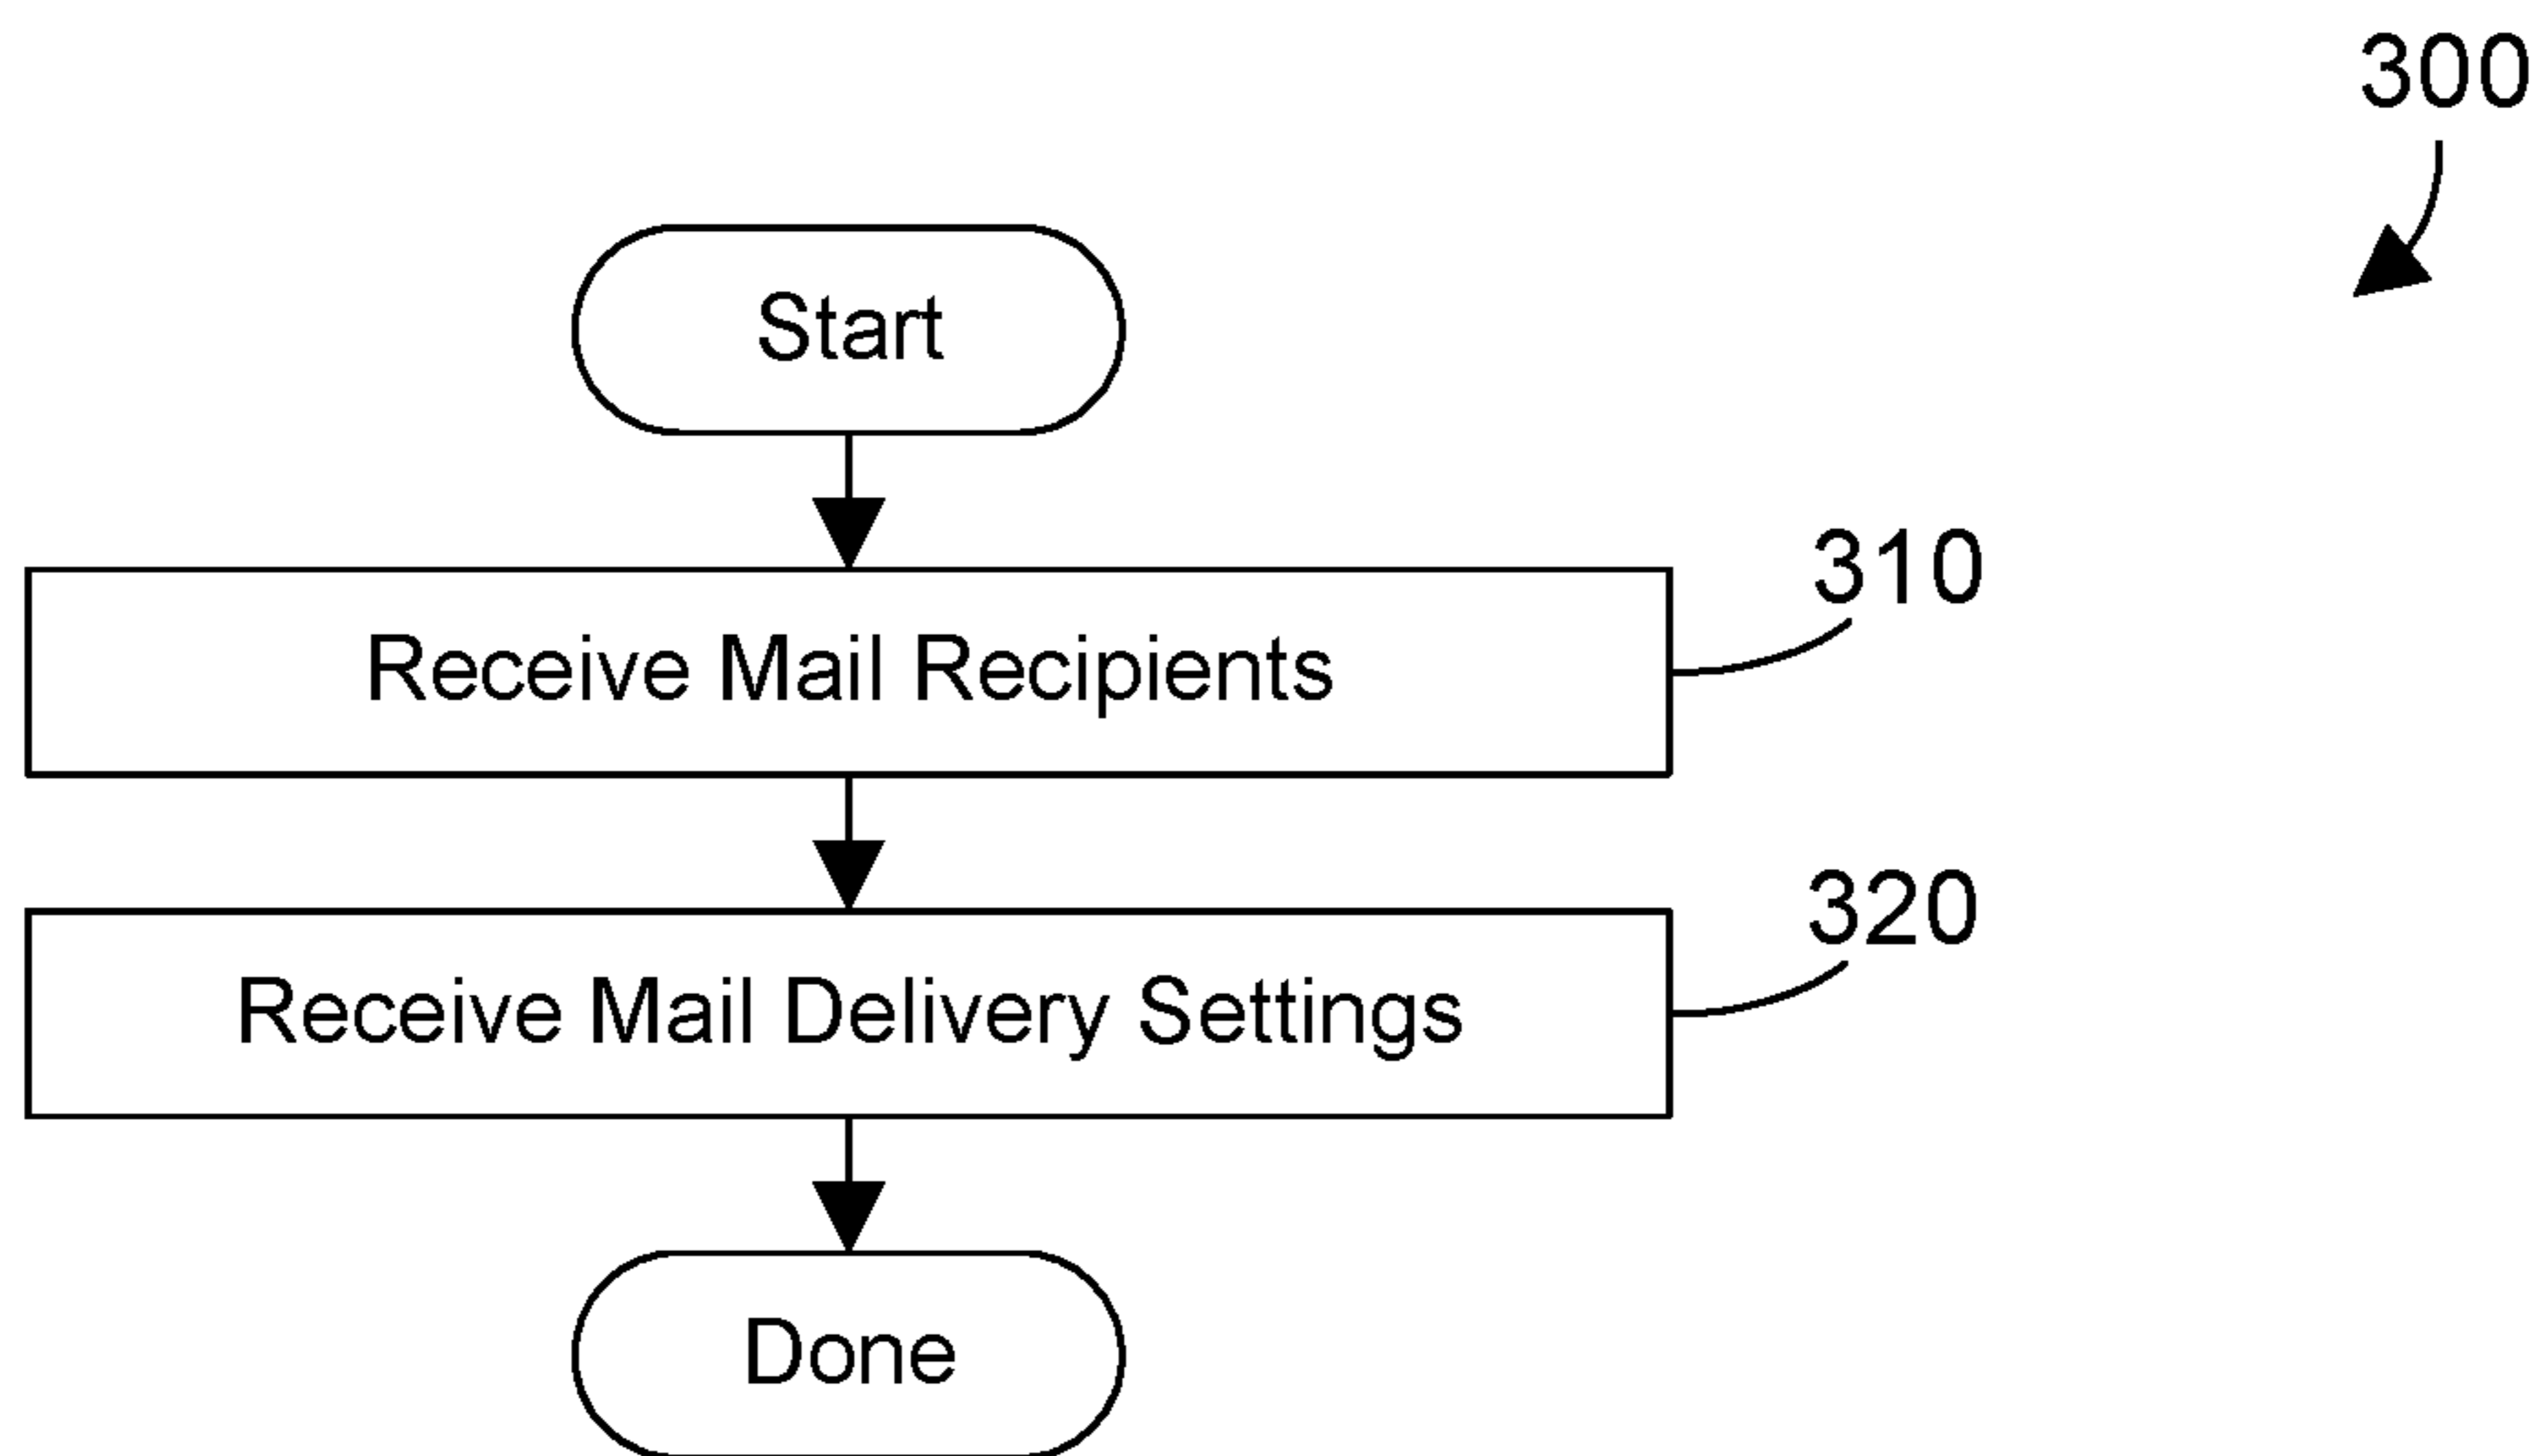 300
Start
310
Receive Mail Recipients
320
Receive Mail Delivery Settings
Done